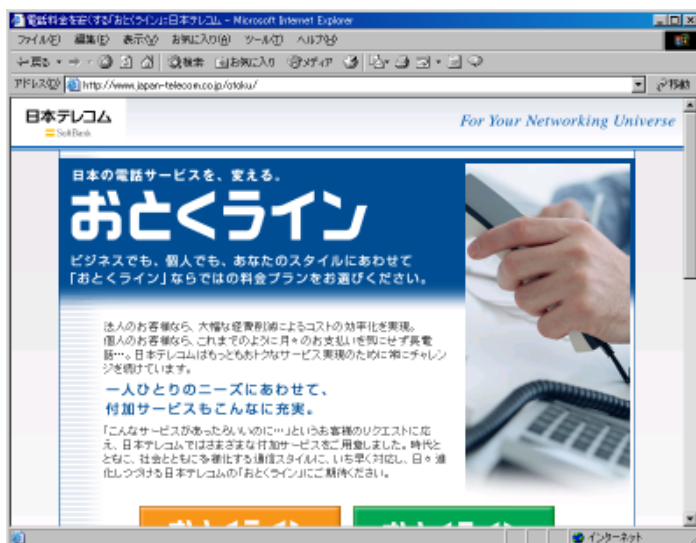 電話料金を安くする「おとくライン」:日本テレコム - Microsoft Internet Explorer
ファイル(F) 編集(E) 表示(V) お気に入り(A) ツール(T) ヘルプ(H)
戻る 検索 お気に入り メディア
アドレス(D) http://www.japan-telecom.co.jp/otoku/ 移動
日本テレコム
SoftBank
For Your Networking Universe
日本の電話サービスを、変える。
おとくライン
ビジネスでも、個人でも、あなたのスタイルにあわせて
「おとくライン」ならではの料金プランをお選びください。
法人のお客様なら、大幅な経費削減によるコストの効率化を実現。
個人のお客様なら、これまでのように月々のお支払いを気にせず長電
話…。日本テレコムはもっともおトクなサービス実現のために常にチャレン
ジを続けています。
一人ひとりのニーズにあわせて、
付加サービスもこんなに充実。
「こんなサービスがあったらいいのに…」というお客様のリクエストに応
え、日本テレコムではさまざまな付加サービスをご用意しました。時代と
ともに、社会とともに多様化する通信スタイルに、いち早く対応し、日々進
化しつづける日本テレコムの「おとくライン」にご期待ください。
おとくライン おとくライン
インターネット